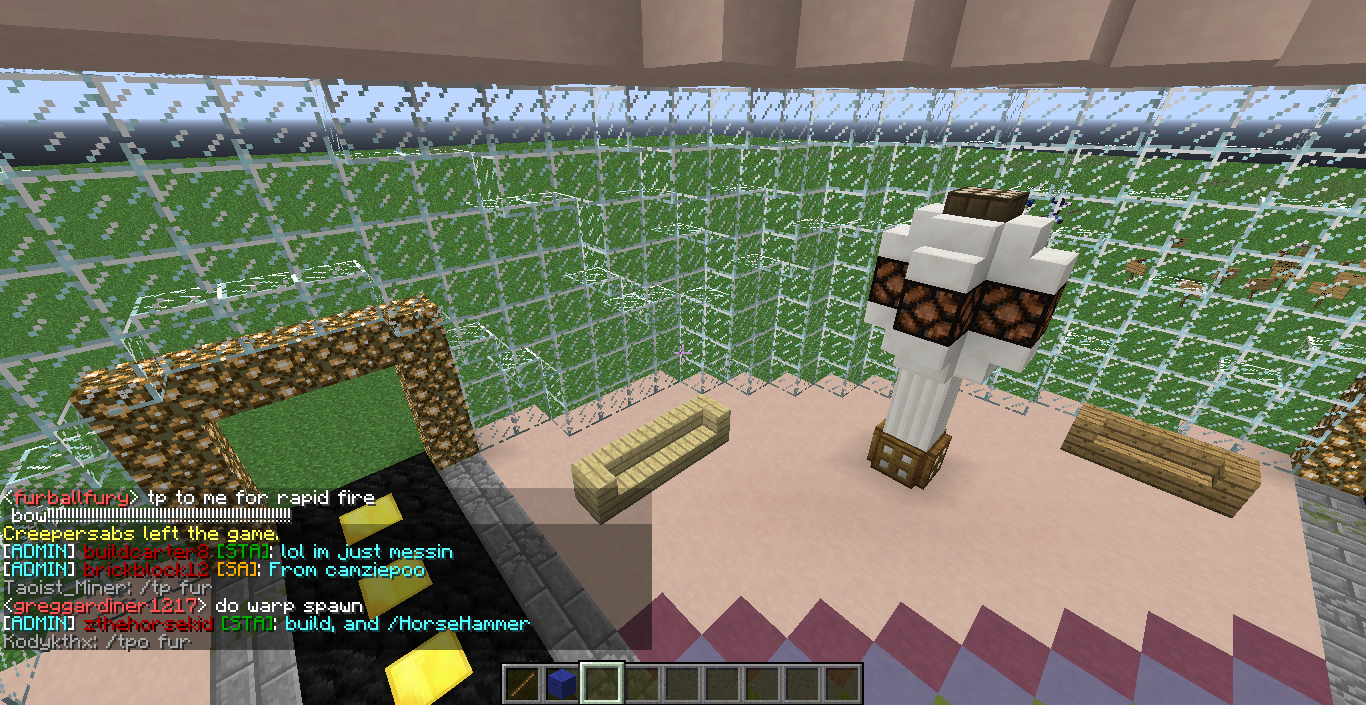 <furballfury> tp to me for rapid fire
bow!!!!!!!!!!!!!!!!!!!!!!!!!!!!!!!!!!!!!!!!!!!!!!!!!!!!!!!!!!!!
Creepersabs left the game.
[ADMIN] buildcarter8 [STA]: lol im just messin
[ADMIN] brickblock12 [SA]: From camziepoo
Taoist_Miner: /tp fur
<greggardiner1217> do warp spawn
[ADMIN] zthehorsekid [STA]: build, and /HorseHammer
Kodykthx: /tpo fur